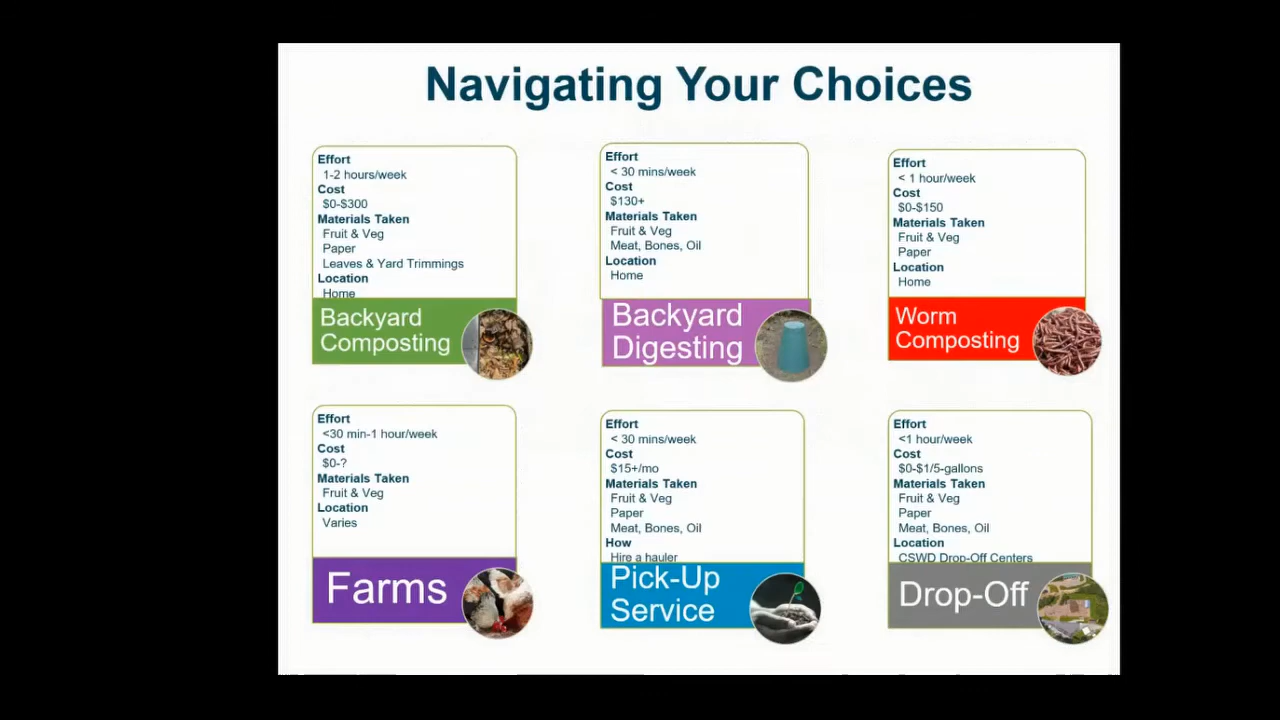 Navigating Your Choices
Effort
1-2 hours/week
Cost
$0-$300
Materials Taken
Fruit & Veg
Paper
Leaves & Yard Trimmings
Location
Home
Backyard
Composting
Effort
< 30 mins/week
Cost
$130+
Materials Taken
Fruit & Veg
Meat, Bones, Oil
Location
Home
Backyard
Digesting
Effort
< 1 hour/week
Cost
$0-$150
Materials Taken
Fruit & Veg
Paper
Location
Home
Worm
Composting
Effort
<30 min-1 hour/week
Cost
$0-?
Materials Taken
Fruit & Veg
Location
Varies
Farms
Effort
< 30 mins/week
Cost
$15+/mo
Materials Taken
Fruit & Veg
Paper
Meat, Bones, Oil
How
Hire a hauler
Pick-Up
Service
Effort
<1 hour/week
Cost
$0-$1/5-gallons
Materials Taken
Fruit & Veg
Paper
Meat, Bones, Oil
Location
CSWD Drop-Off Centers
Drop-Off